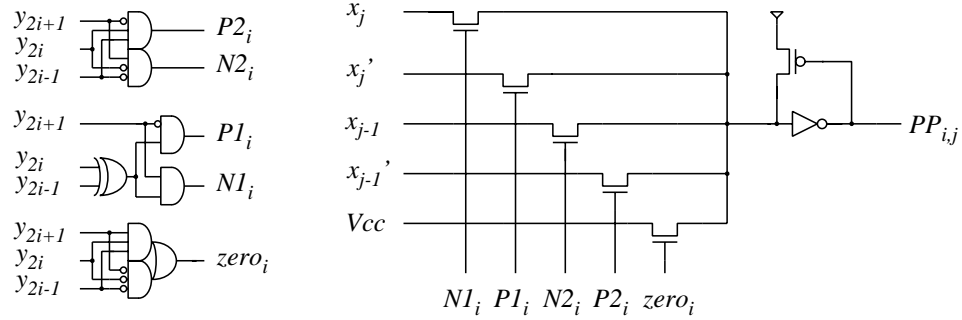 y2i+1
y2i
y2i-1
P2i
N2i
y2i+1
y2i
y2i-1
P1i
N1i
y2i+1
y2i
y2i-1
zeroi
xj
xj'
xj-1
xj-1'
Vcc
N1i P1i N2i P2i zeroi
PPi,j